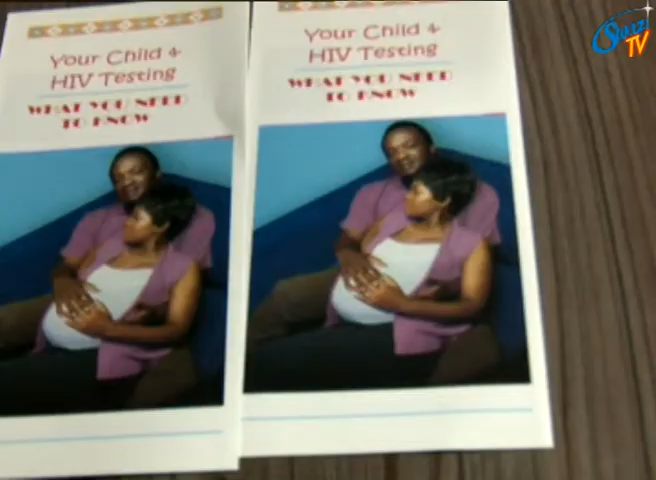 Your Child &
HIV Testing
WHAT YOU NEED
TO KNOW
Your Child &
HIV Testing
WHAT YOU NEED
TO KNOW
Suaz
TV